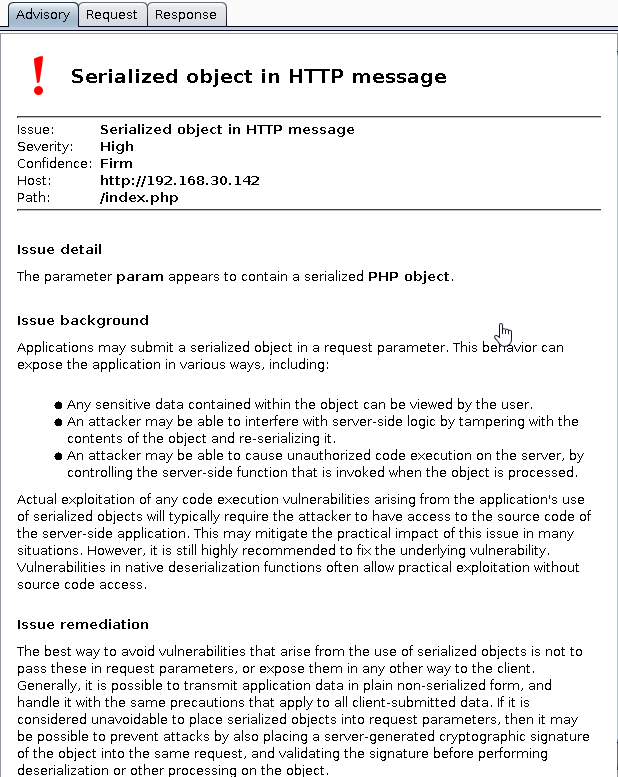 Advisory Request Response
Serialized object in HTTP message
Issue: Serialized object in HTTP message
Severity: High
Confidence: Firm
Host: http://192.168.30.142
Path: /index.php
Issue detail
The parameter param appears to contain a serialized PHP object.
Issue background
Applications may submit a serialized object in a request parameter. This behavior can
expose the application in various ways, including:
● Any sensitive data contained within the object can be viewed by the user.
● An attacker may be able to interfere with server-side logic by tampering with the
contents of the object and re-serializing it.
● An attacker may be able to cause unauthorized code execution on the server, by
controlling the server-side function that is invoked when the object is processed.
Actual exploitation of any code execution vulnerabilities arising from the application's use
of serialized objects will typically require the attacker to have access to the source code of
the server-side application. This may mitigate the practical impact of this issue in many
situations. However, it is still highly recommended to fix the underlying vulnerability.
Vulnerabilities in native deserialization functions often allow practical exploitation without
source code access.
Issue remediation
The best way to avoid vulnerabilities that arise from the use of serialized objects is not to
pass these in request parameters, or expose them in any other way to the client.
Generally, it is possible to transmit application data in plain non-serialized form, and
handle it with the same precautions that apply to all client-submitted data. If it is
considered unavoidable to place serialized objects into request parameters, then it may
be possible to prevent attacks by also placing a server-generated cryptographic signature
of the object into the same request, and validating the signature before performing
deserialization or other processing on the object.